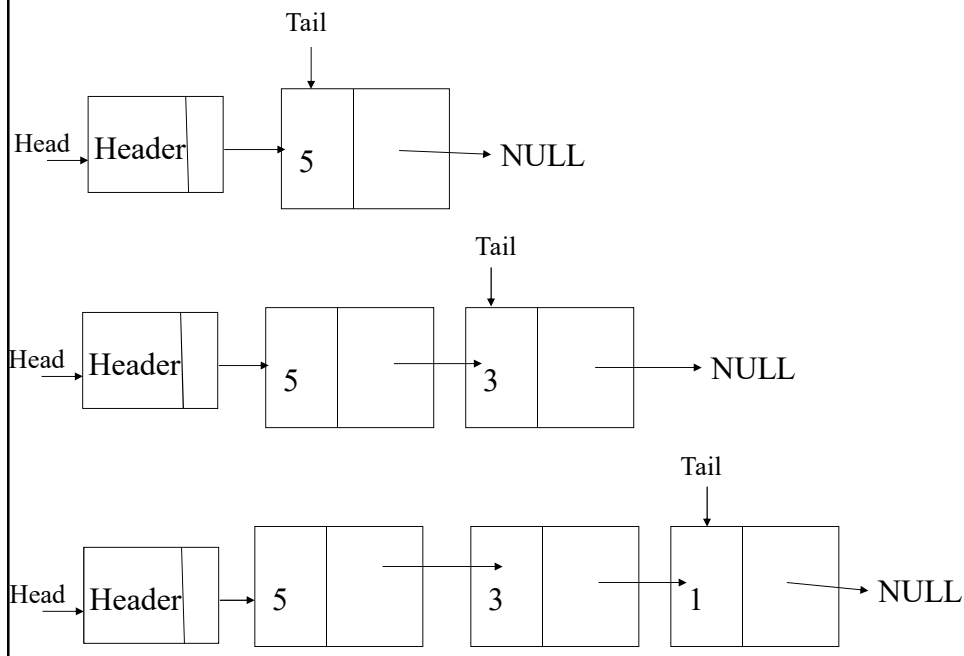 Tail
Head Header 5 NULL
Tail
Head Header 5 3 NULL
Tail
Head Header 5 3 1 NULL